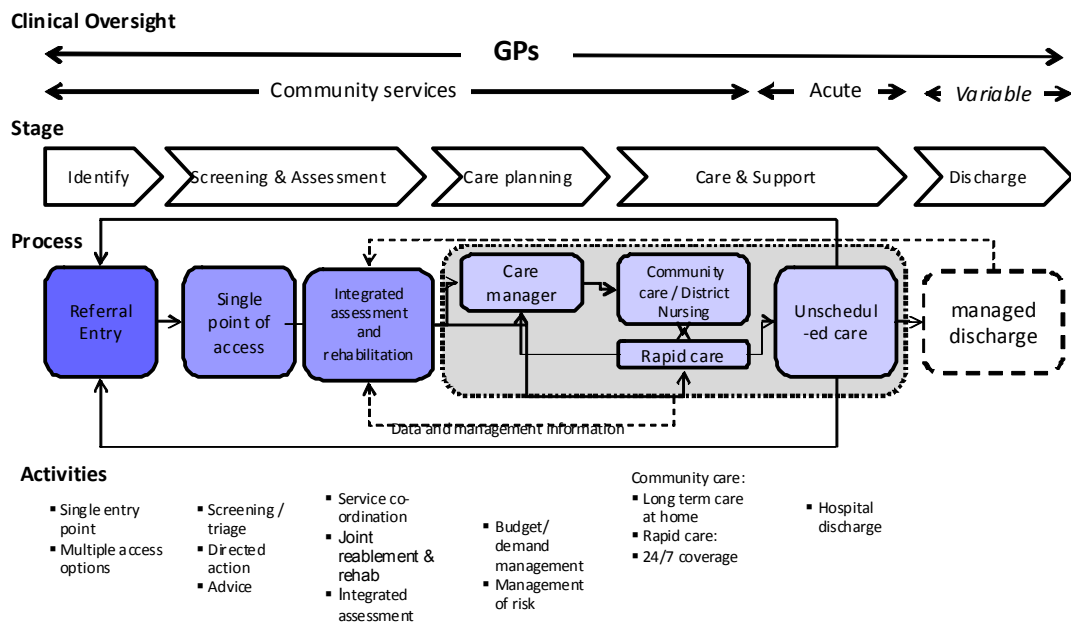 Clinical Oversight
GPs
Community services
Acute
Variable
Stage
Identify
Screening & Assessment
Care planning
Care & Support
Discharge
Process
Referral
Entry
Single
point of
access
Integrated
assessment
and
rehabilitation
Care
manager
Community
care / District
Nursing
Rapid care
Unschedul
-ed care
managed
discharge
Data and management information
Activities
▪ Single entry
point
▪ Multiple access
options
▪ Screening /
triage
▪ Directed
action
▪ Advice
▪ Service co-
ordination
▪ Joint
reablement &
rehab
▪ Integrated
assessment
▪ Budget/
demand
management
▪ Management
of risk
Community care:
▪ Long term care
at home
▪ Rapid care:
▪ 24/7 coverage
▪ Hospital
discharge